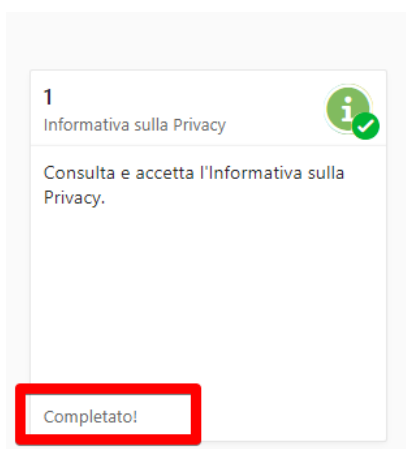 1
Informativa sulla Privacy
Consulta e accetta l'Informativa sulla
Privacy.
Completato!